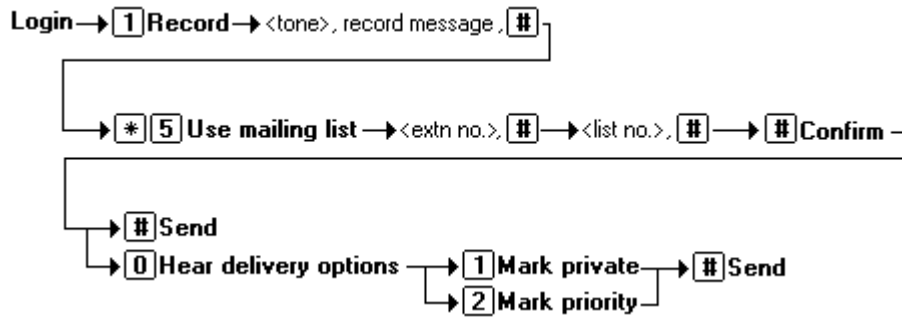 Login 1 Record <tone>, record message, #
* 5 Use mailing list <extn no.>, # <list no.>, # # Confirm
# Send
0 Hear delivery options 1 Mark private # Send
2 Mark priority